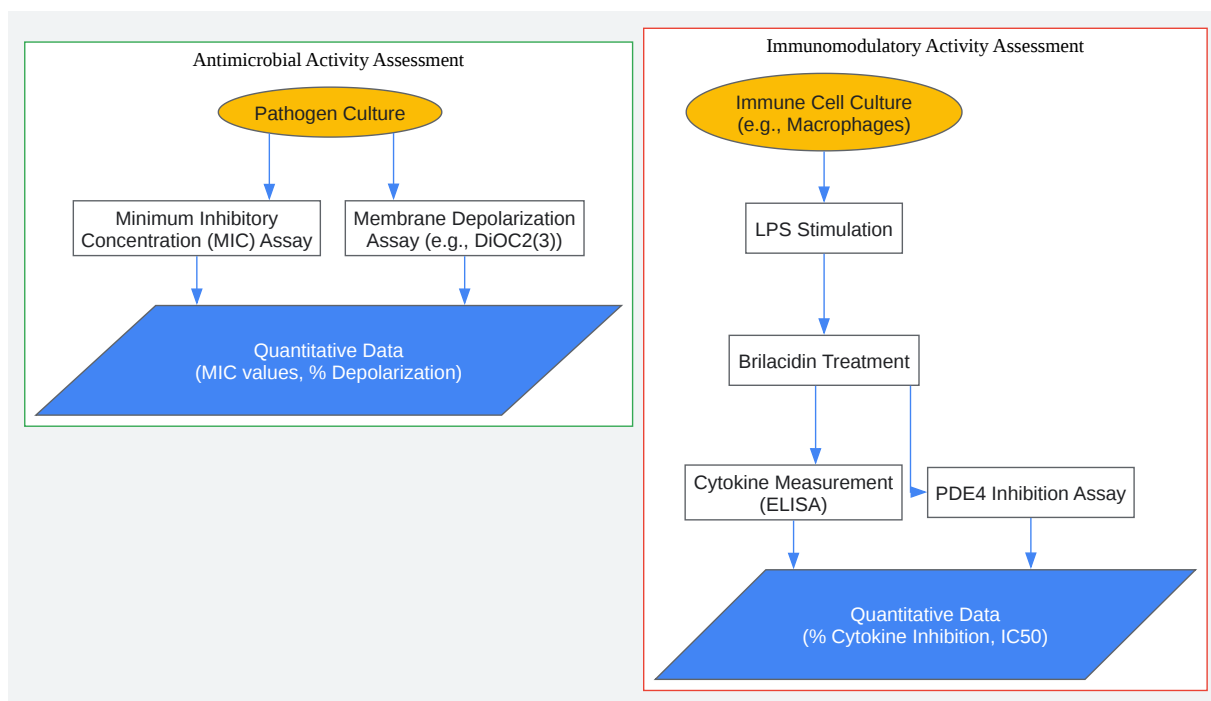 Antimicrobial Activity Assessment
Pathogen Culture
Minimum Inhibitory
Concentration (MIC) Assay
Membrane Depolarization
Assay (e.g., DiOC2(3))
Quantitative Data
(MIC values, % Depolarization)
Immunomodulatory Activity Assessment
Immune Cell Culture
(e.g., Macrophages)
LPS Stimulation
Brilacidin Treatment
Cytokine Measurement
(ELISA)
PDE4 Inhibition Assay
Quantitative Data
(% Cytokine Inhibition, IC50)